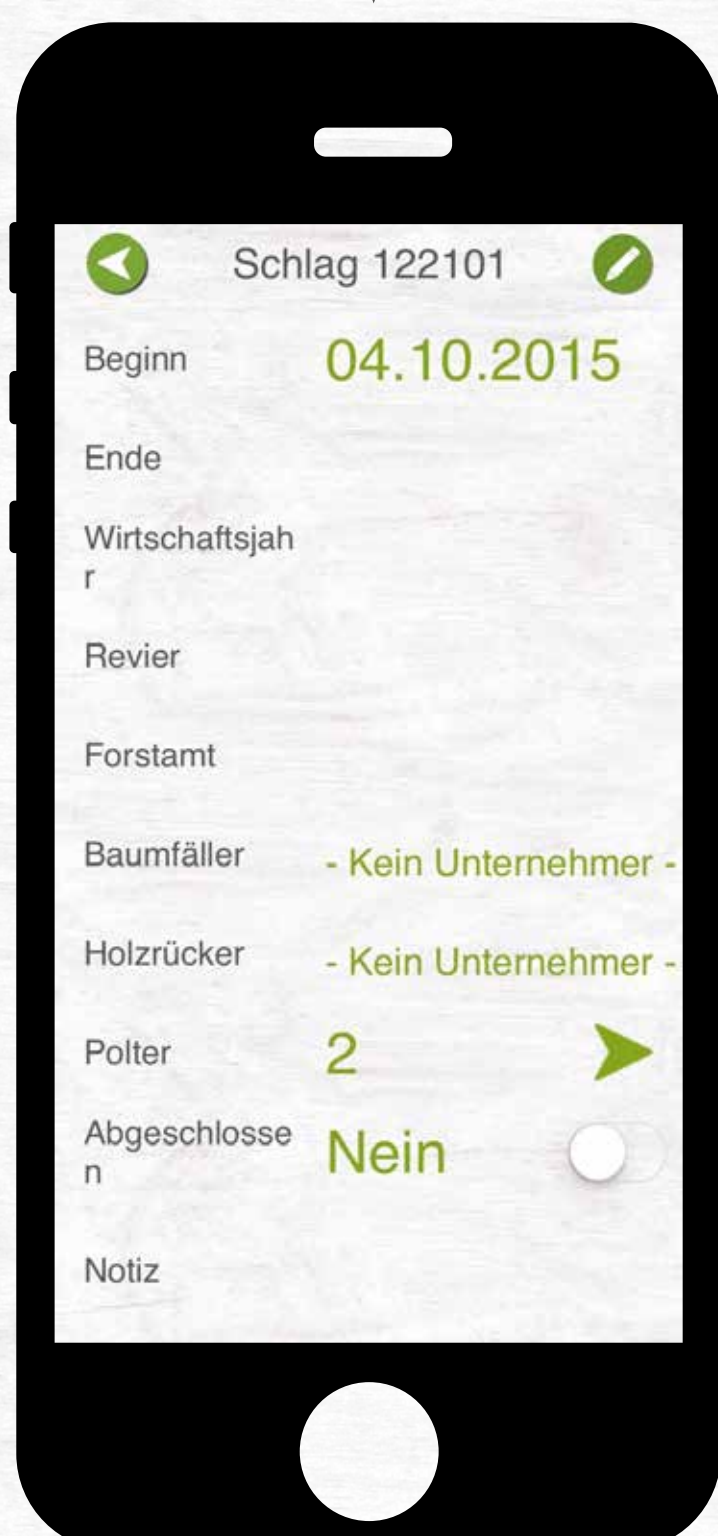 Schlag 122101
Beginn 04.10.2015
Ende
Wirtschaftsjah
r
Revier
Forstamt
Baumfäller - Kein Unternehmer -
Holzrücker - Kein Unternehmer -
Polter 2
Abgeschlosse
n Nein
Notiz